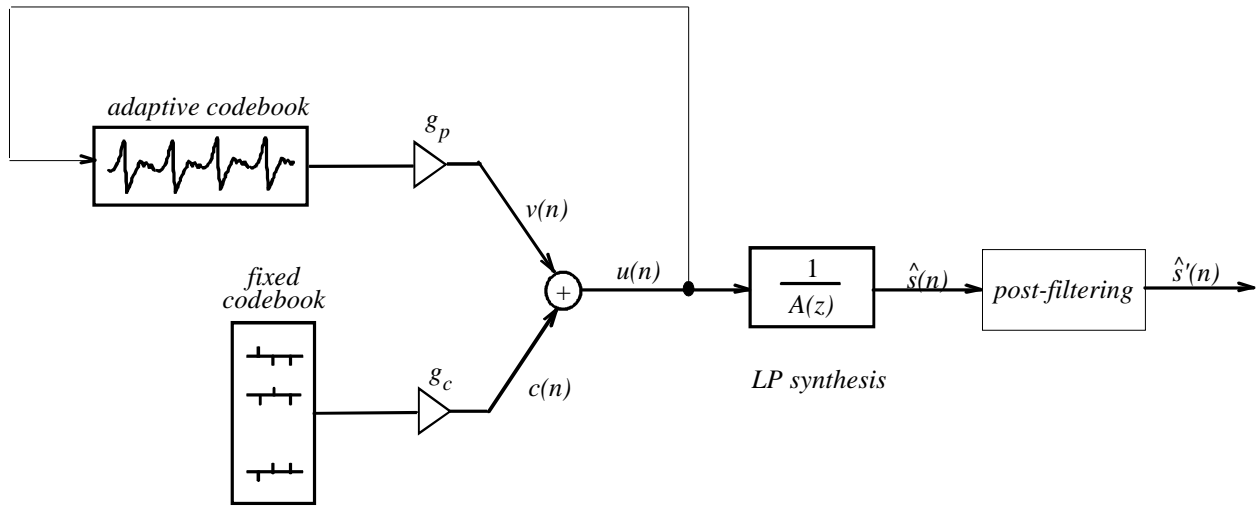 adaptive codebook
g_p
v(n)
fixed
codebook
+
u(n)
1
A(z)
ŝ(n)
post-filtering
ŝ'(n)
LP synthesis
g_c
c(n)